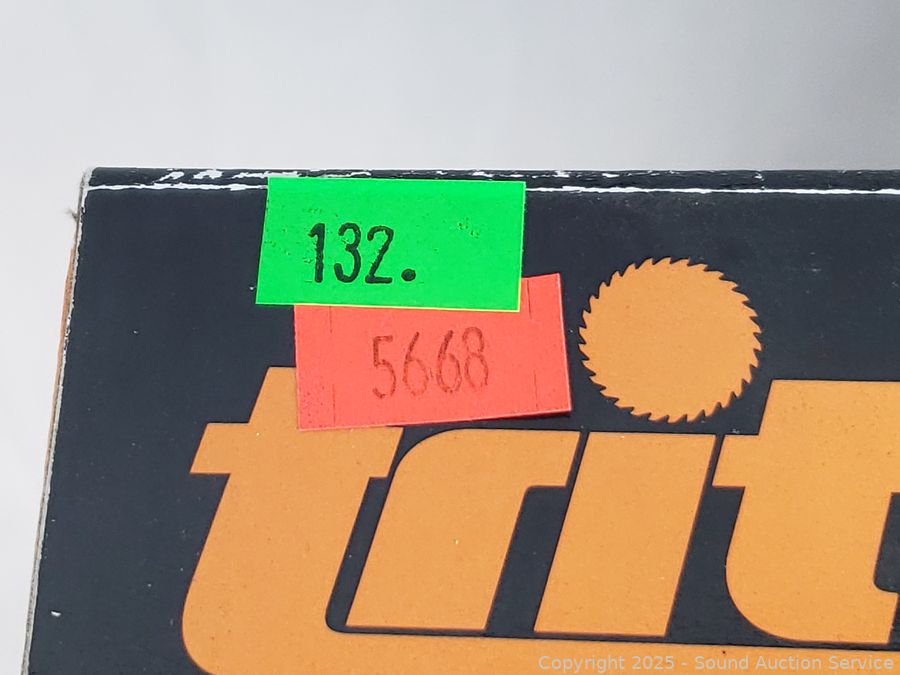 132.
5668
trit
Copyright 2025 - Sound Auction Service